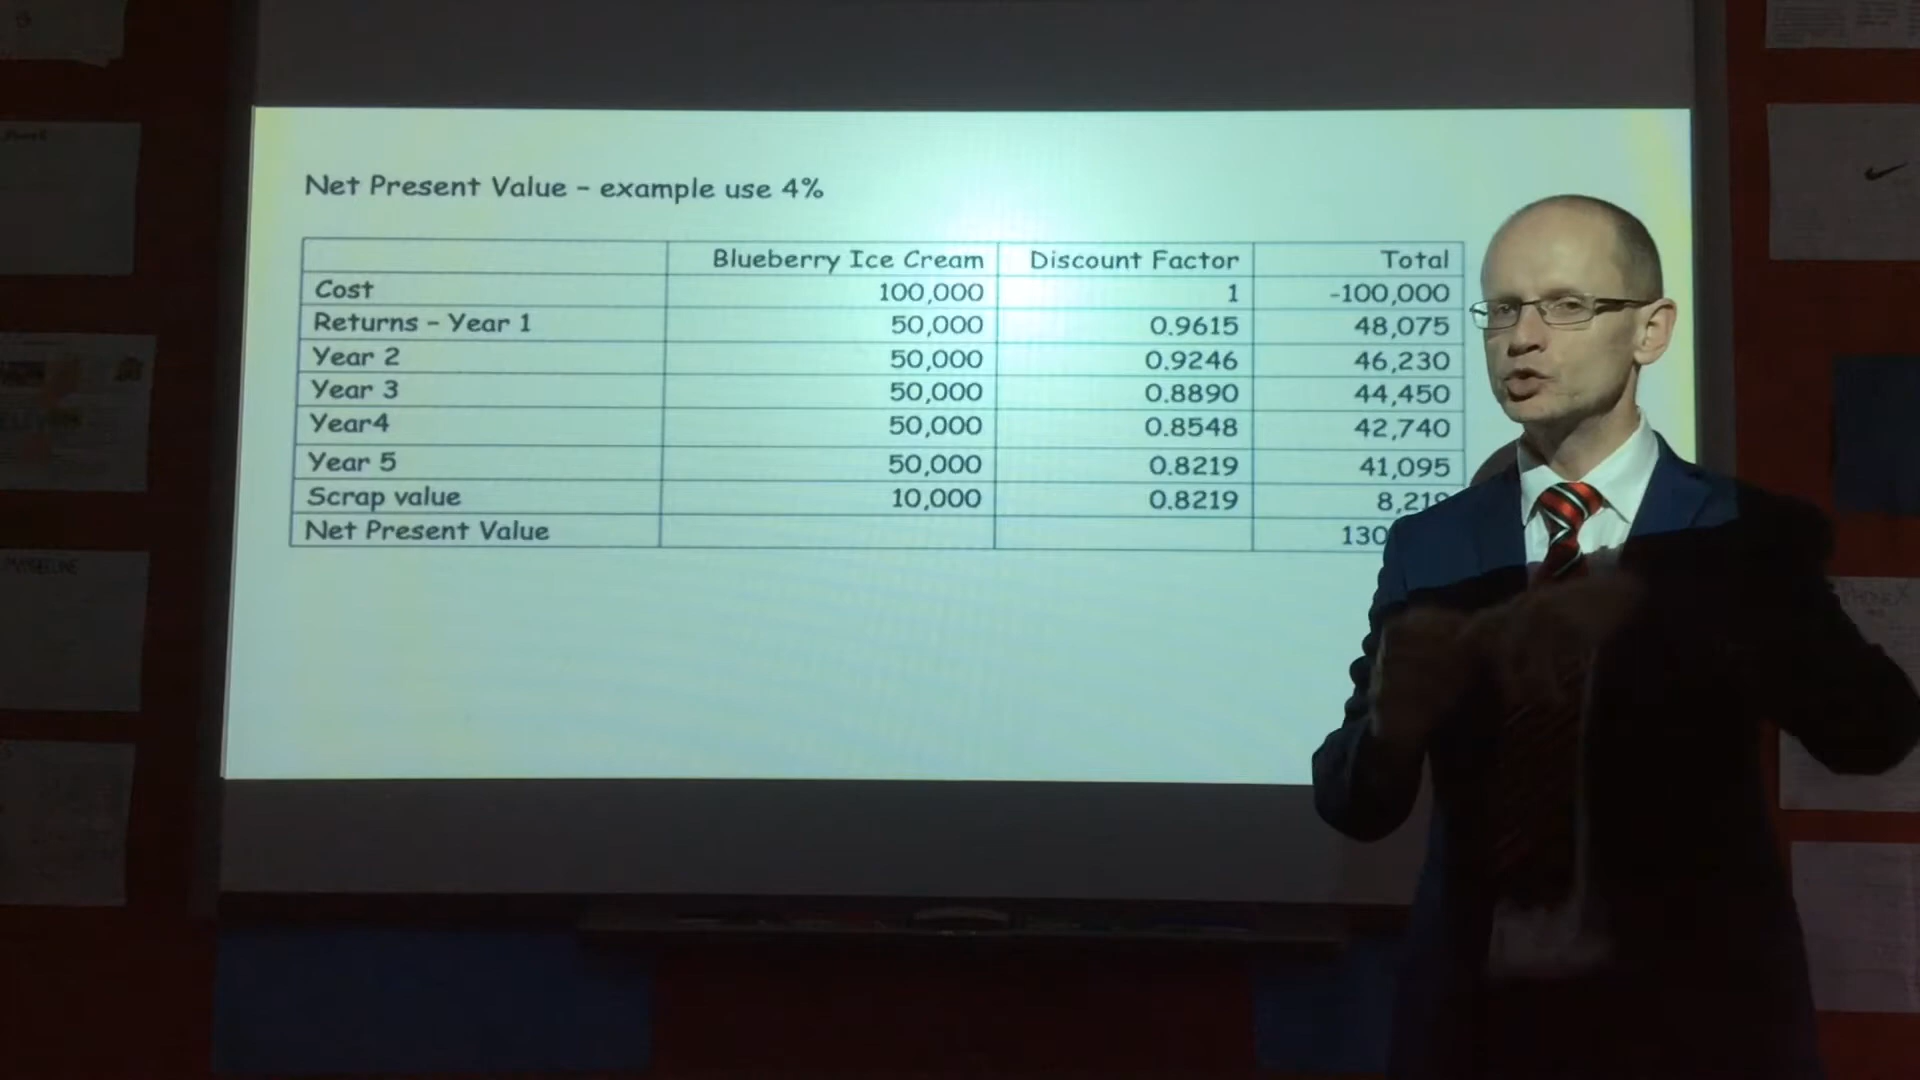 Net Present Value – example use 4%
Blueberry Ice Cream Discount Factor Total
Cost 100,000 1 -100,000
Returns – Year 1 50,000 0.9615 48,075
Year 2 50,000 0.9246 46,230
Year 3 50,000 0.8890 44,450
Year4 50,000 0.8548 42,740
Year 5 50,000 0.8219 41,095
Scrap value 10,000 0.8219 8,219
Net Present Value 130